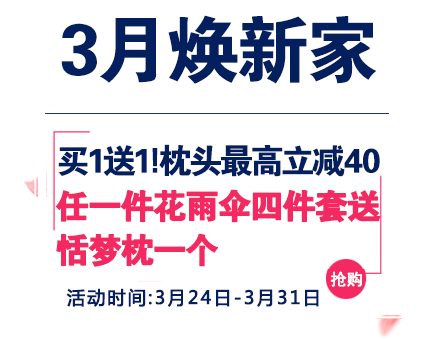 3月焕新家
买1送1!枕头最高立减40
任一件花雨伞四件套送
恬梦枕一个
抢购
活动时间:3月24日-3月31日